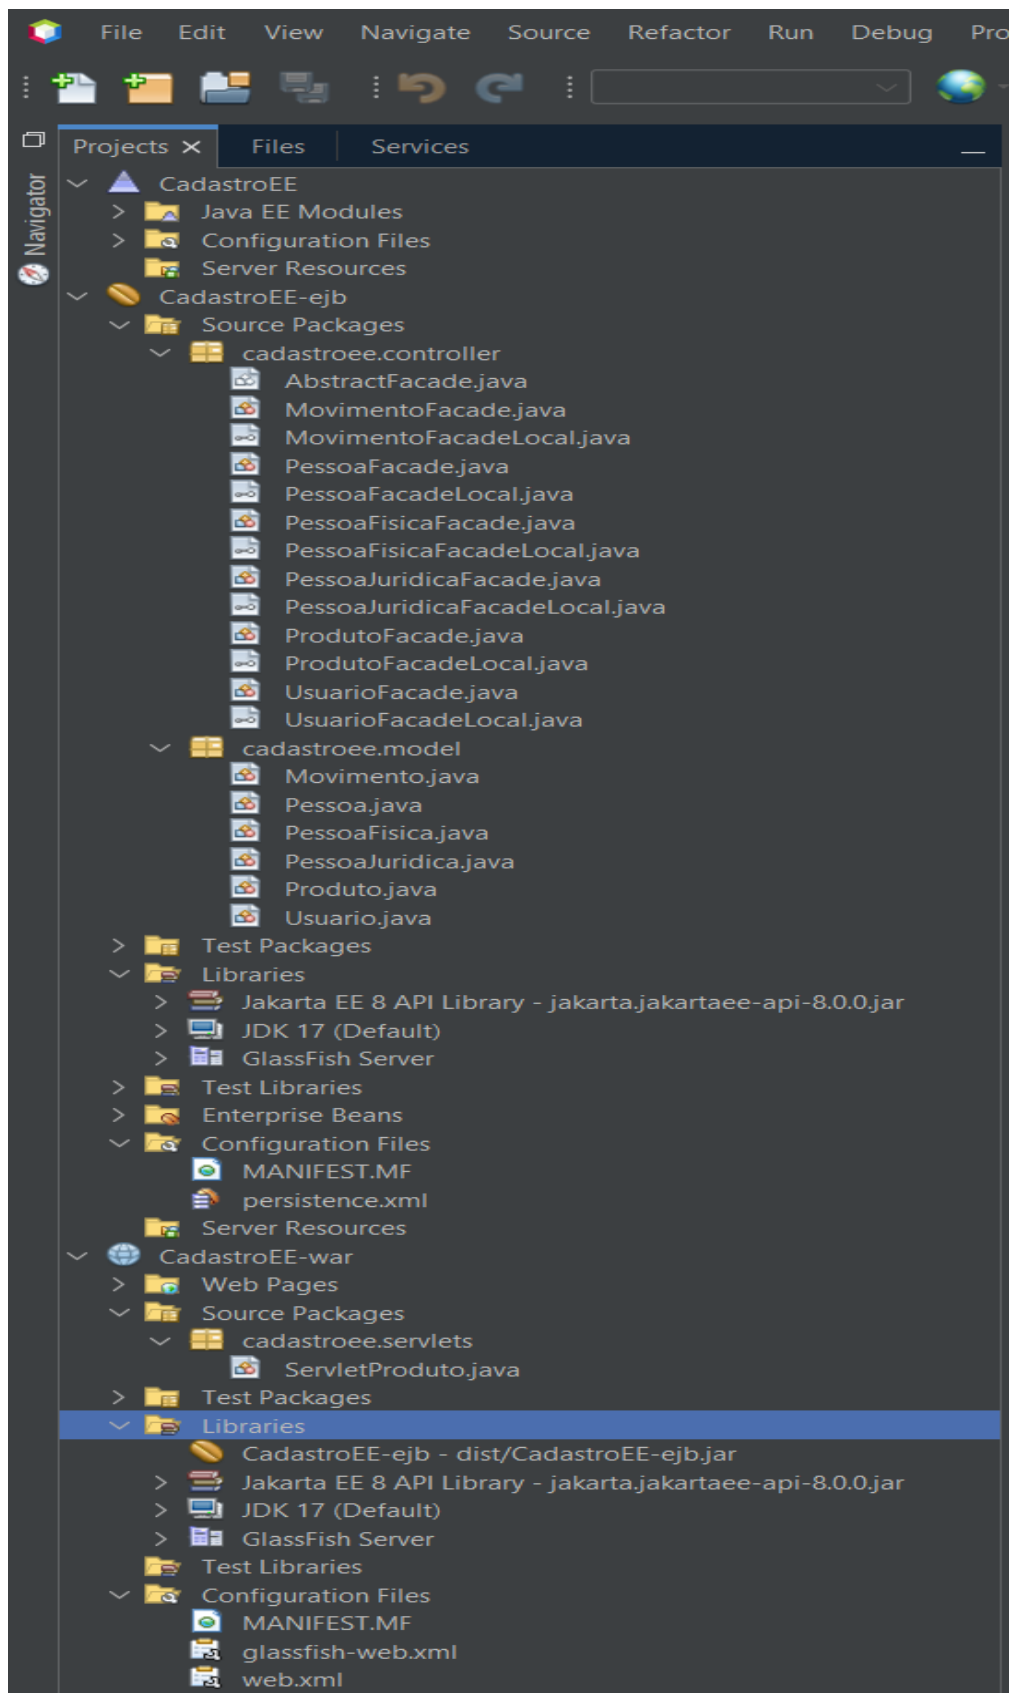 File Edit View Navigate Source Refactor Run Debug Pro
Projects Files Services
Navigator
CadastroEE
Java EE Modules
Configuration Files
Server Resources
CadastroEE-ejb
Source Packages
cadastroee.controller
AbstractFacade.java
MovimentoFacade.java
MovimentoFacadeLocal.java
PessoaFacade.java
PessoaFacadeLocal.java
PessoaFisicaFacade.java
PessoaFisicaFacadeLocal.java
PessoaJuridicaFacade.java
PessoaJuridicaFacadeLocal.java
ProdutoFacade.java
ProdutoFacadeLocal.java
UsuarioFacade.java
UsuarioFacadeLocal.java
cadastroee.model
Movimento.java
Pessoa.java
PessoaFisica.java
PessoaJuridica.java
Produto.java
Usuario.java
Test Packages
Libraries
Jakarta EE 8 API Library - jakarta.jakartaee-api-8.0.0.jar
JDK 17 (Default)
GlassFish Server
Test Libraries
Enterprise Beans
Configuration Files
MANIFEST.MF
persistence.xml
Server Resources
CadastroEE-war
Web Pages
Source Packages
cadastroee.servlets
ServletProduto.java
Test Packages
Libraries
CadastroEE-ejb - dist/CadastroEE-ejb.jar
Jakarta EE 8 API Library - jakarta.jakartaee-api-8.0.0.jar
JDK 17 (Default)
GlassFish Server
Test Libraries
Configuration Files
MANIFEST.MF
glassfish-web.xml
web.xml